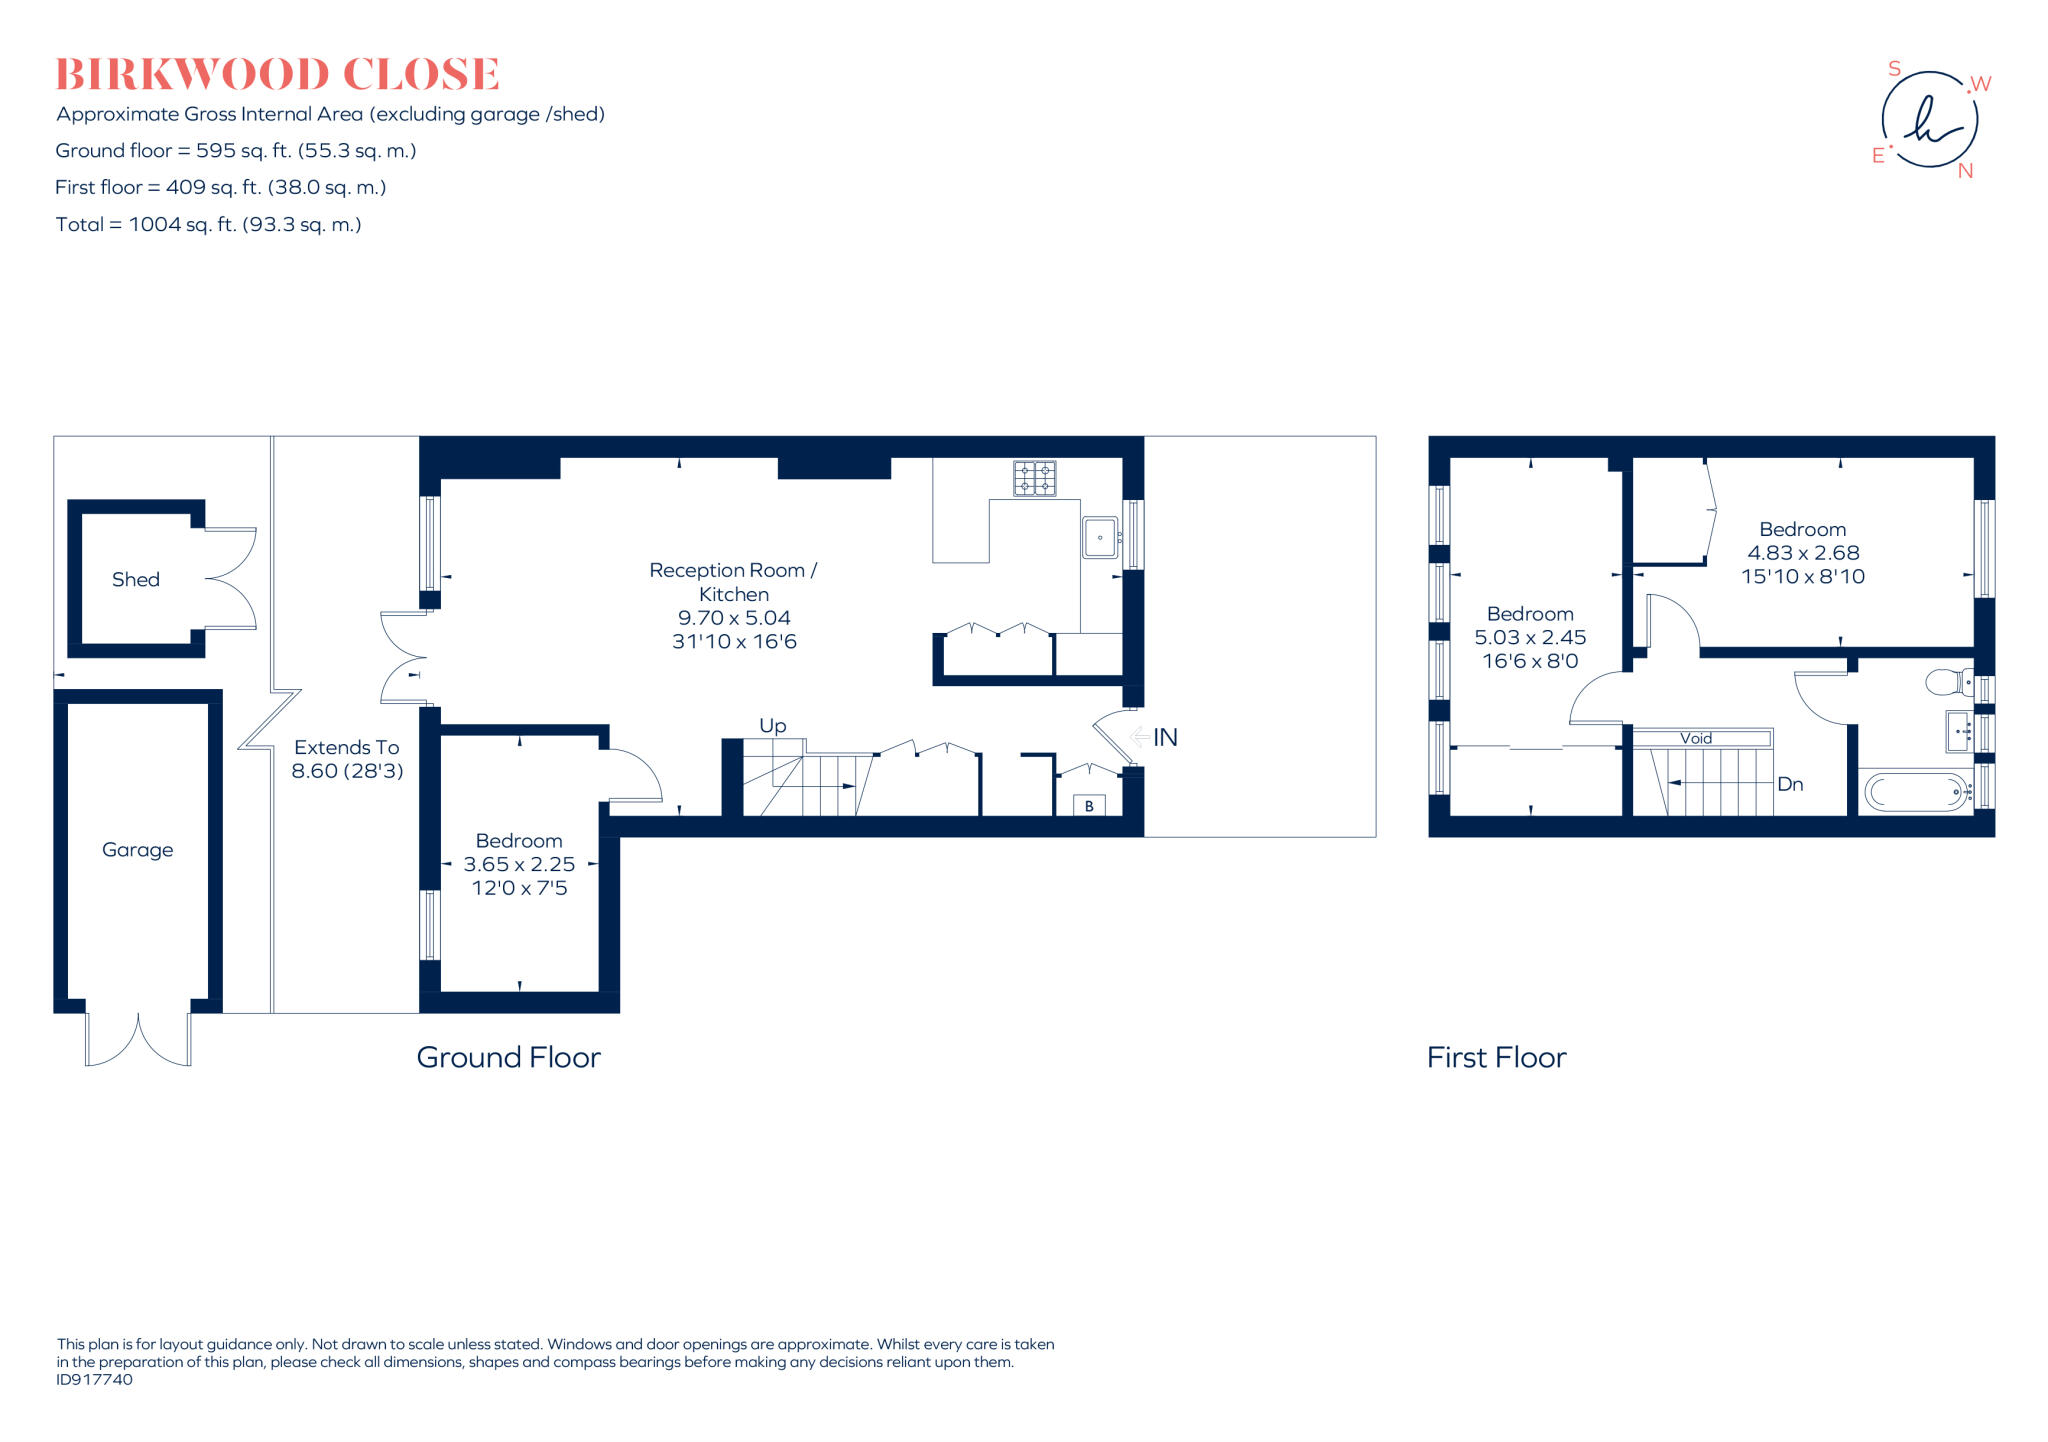 BIRKWOOD CLOSE
Approximate Gross Internal Area (excluding garage /shed)
Ground floor = 595 sq. ft. (55.3 sq. m.)
First floor = 409 sq. ft. (38.0 sq. m.)
Total = 1004 sq. ft. (93.3 sq. m.)
S
W
E
N
Shed
Garage
Extends To
8.60 (28'3)
Reception Room /
Kitchen
9.70 x 5.04
31'10 x 16'6
Up
IN
B
Bedroom
3.65 x 2.25
12'0 x 7'5
Ground Floor
Bedroom
5.03 x 2.45
16'6 x 8'0
Bedroom
4.83 x 2.68
15'10 x 8'10
Void
Dn
First Floor
This plan is for layout guidance only. Not drawn to scale unless stated. Windows and door openings are approximate. Whilst every care is taken
in the preparation of this plan, please check all dimensions, shapes and compass bearings before making any decisions reliant upon them.
ID917740